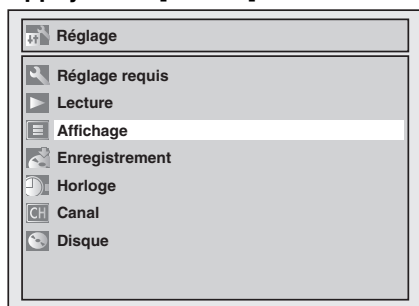 Réglage
Réglage requis
Lecture
Affichage
Enregistrement
Horloge
CH Canal
Disque